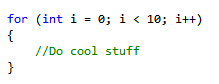 for (int i = 0; i < 10; i++)
{
    //Do cool stuff
}